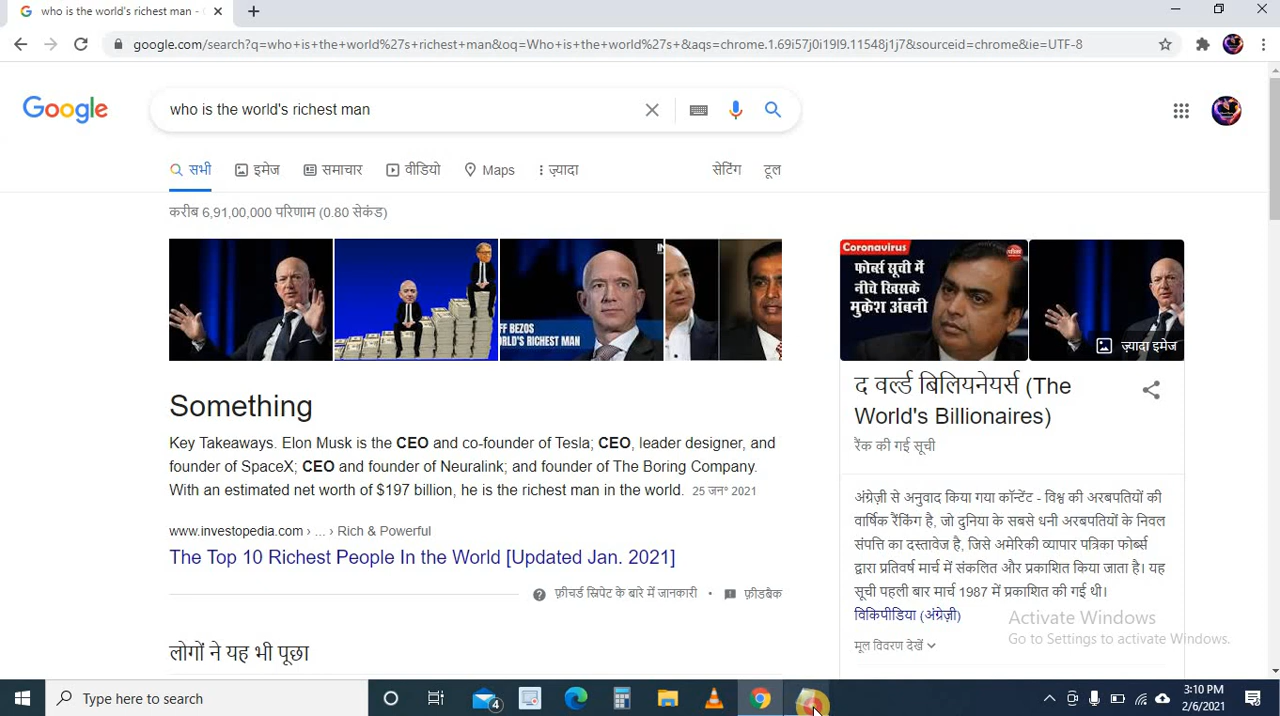 who is the world's richest man -
google.com/search?q=who+is+the+world%27s+richest+man&oq=Who+is+the+world%27s+&aqs=chrome.1.69i57j0i19l9.11548j1j7&sourceid=chrome&ie=UTF-8
Google
who is the world's richest man
सभी
इमेज
समाचार
वीडियो
Maps
ज़्यादा
सेटिंग
टूल
करीब 6,91,00,000 परिणाम (0.80 सेकंड)
FF BEZOS
ORLD'S RICHEST MAN
Coronavirus
फोर्ब्स सूची में
नीचे खिसके
मुकेश अंबनी
ज़्यादा इमेज
Something
Key Takeaways. Elon Musk is the CEO and co-founder of Tesla; CEO, leader designer, and
founder of SpaceX; CEO and founder of Neuralink; and founder of The Boring Company.
With an estimated net worth of $197 billion, he is the richest man in the world. 25 जन॰ 2021
www.investopedia.com › ... › Rich & Powerful
The Top 10 Richest People In the World [Updated Jan. 2021]
फ़ीचर्ड स्निपेट के बारे में जानकारी • फ़ीडबैक
लोगों ने यह भी पूछा
द वर्ल्ड बिलियनेयर्स (The
World's Billionaires)
रैंक की गई सूची
अंग्रेज़ी से अनुवाद किया गया कॉन्टेंट - विश्व की अरबपतियों की
वार्षिक रैंकिंग है, जो दुनिया के सबसे धनी अरबपतियों के निवल
संपत्ति का दस्तावेज है, जिसे अमेरिकी व्यापार पत्रिका फोर्ब्स
द्वारा प्रतिवर्ष मार्च में संकलित और प्रकाशित किया जाता है। यह
सूची पहली बार मार्च 1987 में प्रकाशित की गई थी।
विकिपीडिया (अंग्रेज़ी)
मूल विवरण देखें
Activate Windows
Go to Settings to activate Windows.
Type here to search
4
3:10 PM
2/6/2021